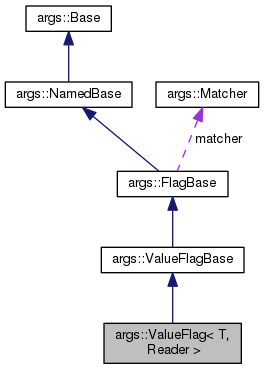 args::Base
args::NamedBase
args::Matcher
matcher
args::FlagBase
args::ValueFlagBase
args::ValueFlag< T,
Reader >